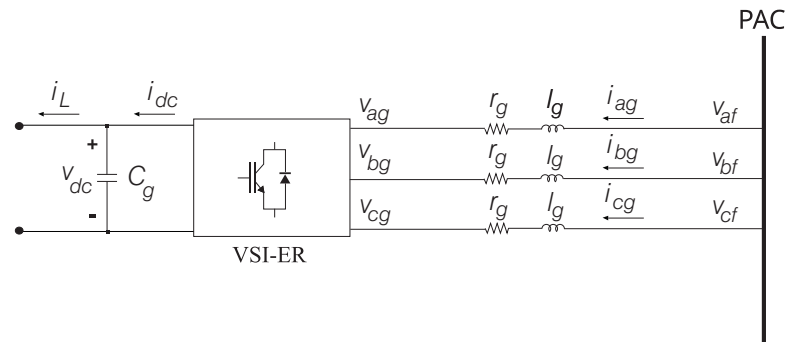 PAC
i_L i_dc v_ag r_g l_g i_ag v_af
+ v_dc C_g v_bg r_g l_g i_bg v_bf
- v_cg r_g l_g i_cg v_cf
VSI-ER